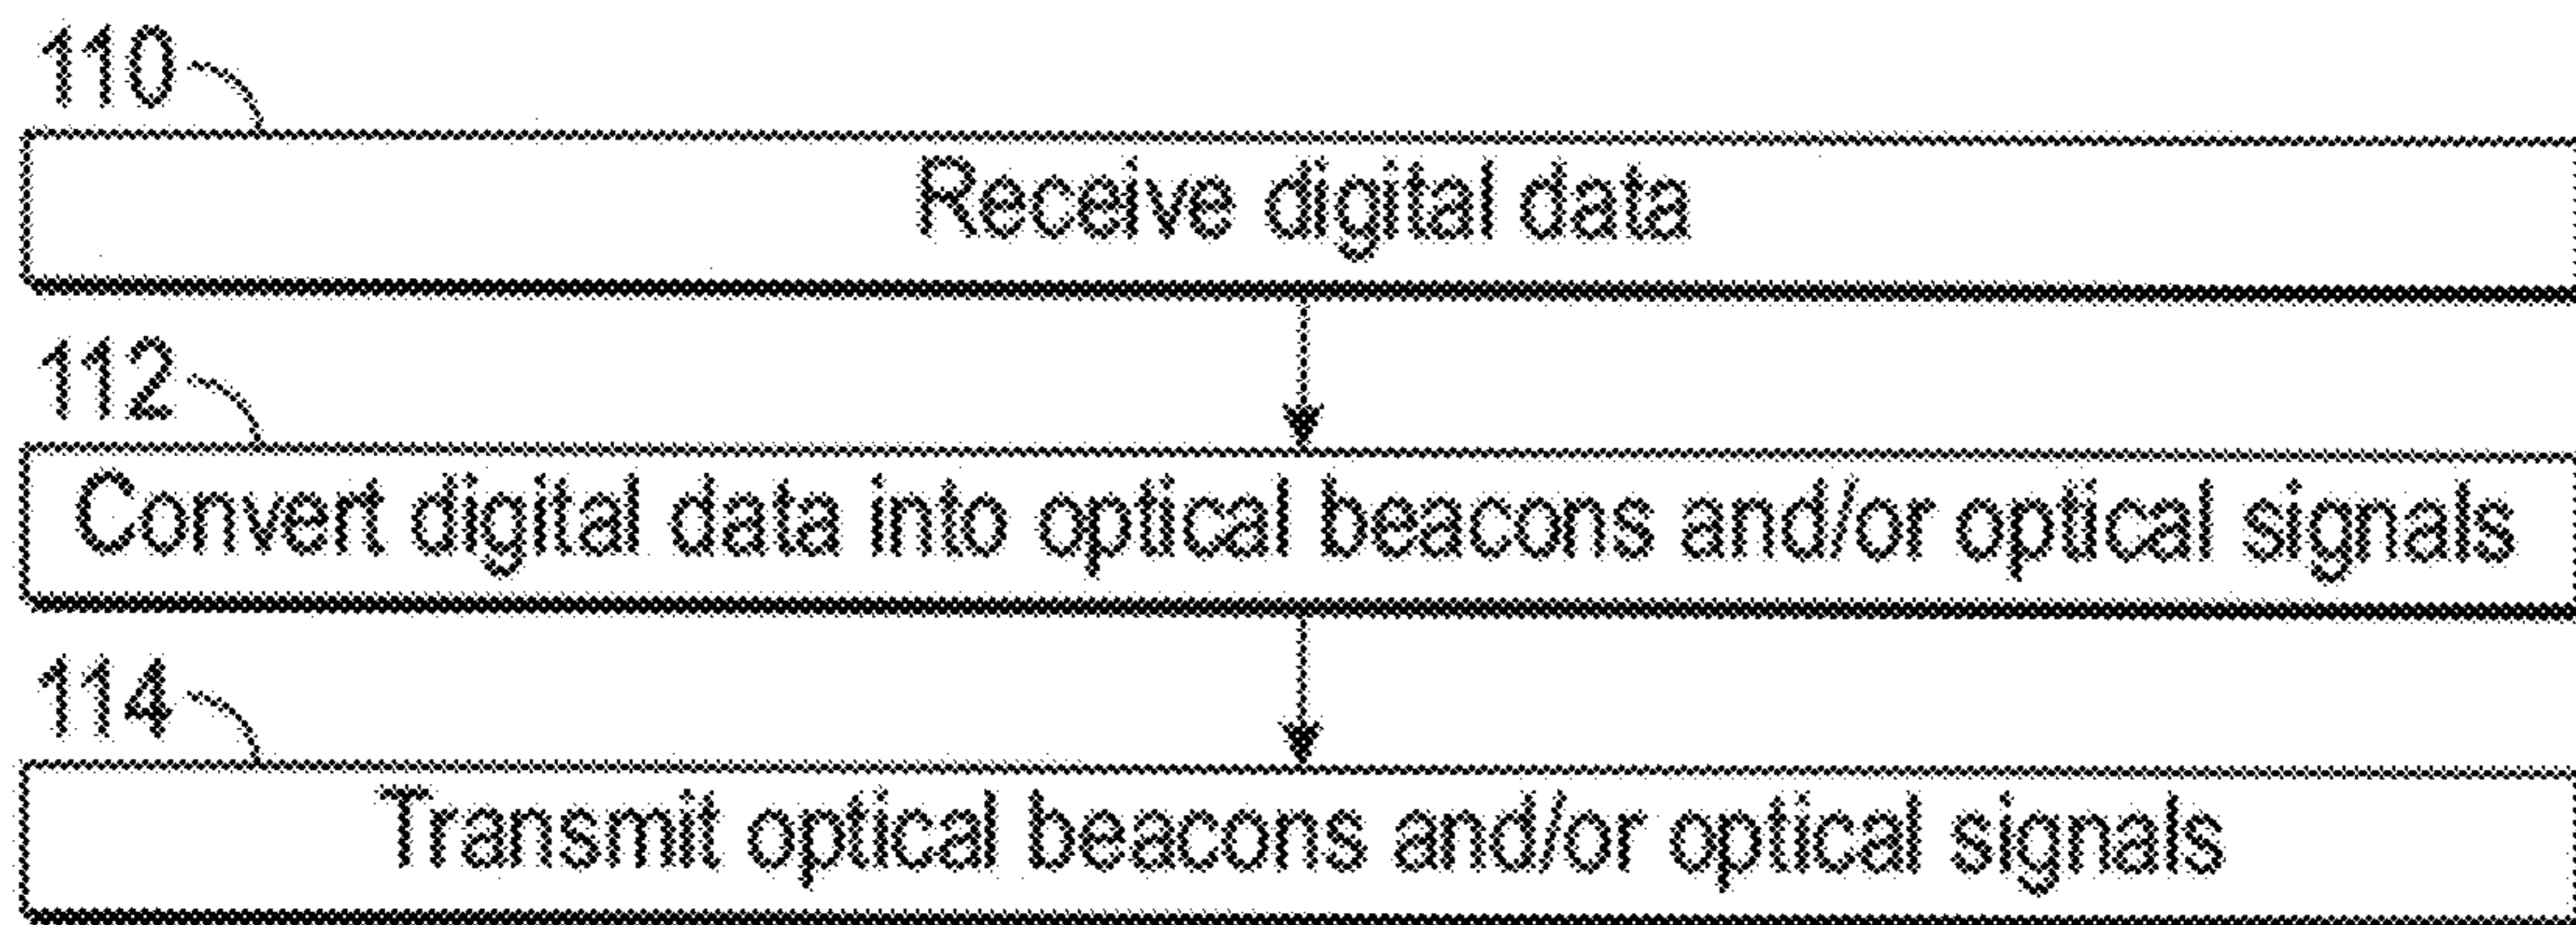 110
Receive digital data
112
Convert digital data into optical beacons and/or optical signals
114
Transmit optical beacons and/or optical signals